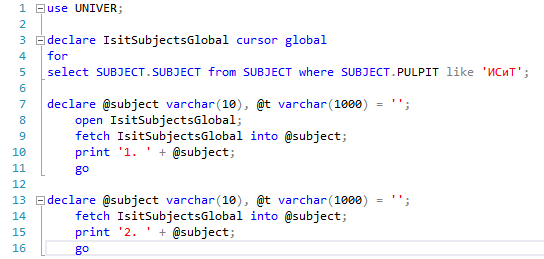 1 use UNIVER;
2
3 declare IsitSubjectsGlobal cursor global
4 for
5 select SUBJECT.SUBJECT from SUBJECT where SUBJECT.PULPIT like 'ИСиТ';
6
7 declare @subject varchar(10), @t varchar(1000) = '';
8 open IsitSubjectsGlobal;
9 fetch IsitSubjectsGlobal into @subject;
10 print '1. ' + @subject;
11 go
12
13 declare @subject varchar(10), @t varchar(1000) = '';
14 fetch IsitSubjectsGlobal into @subject;
15 print '2. ' + @subject;
16 go